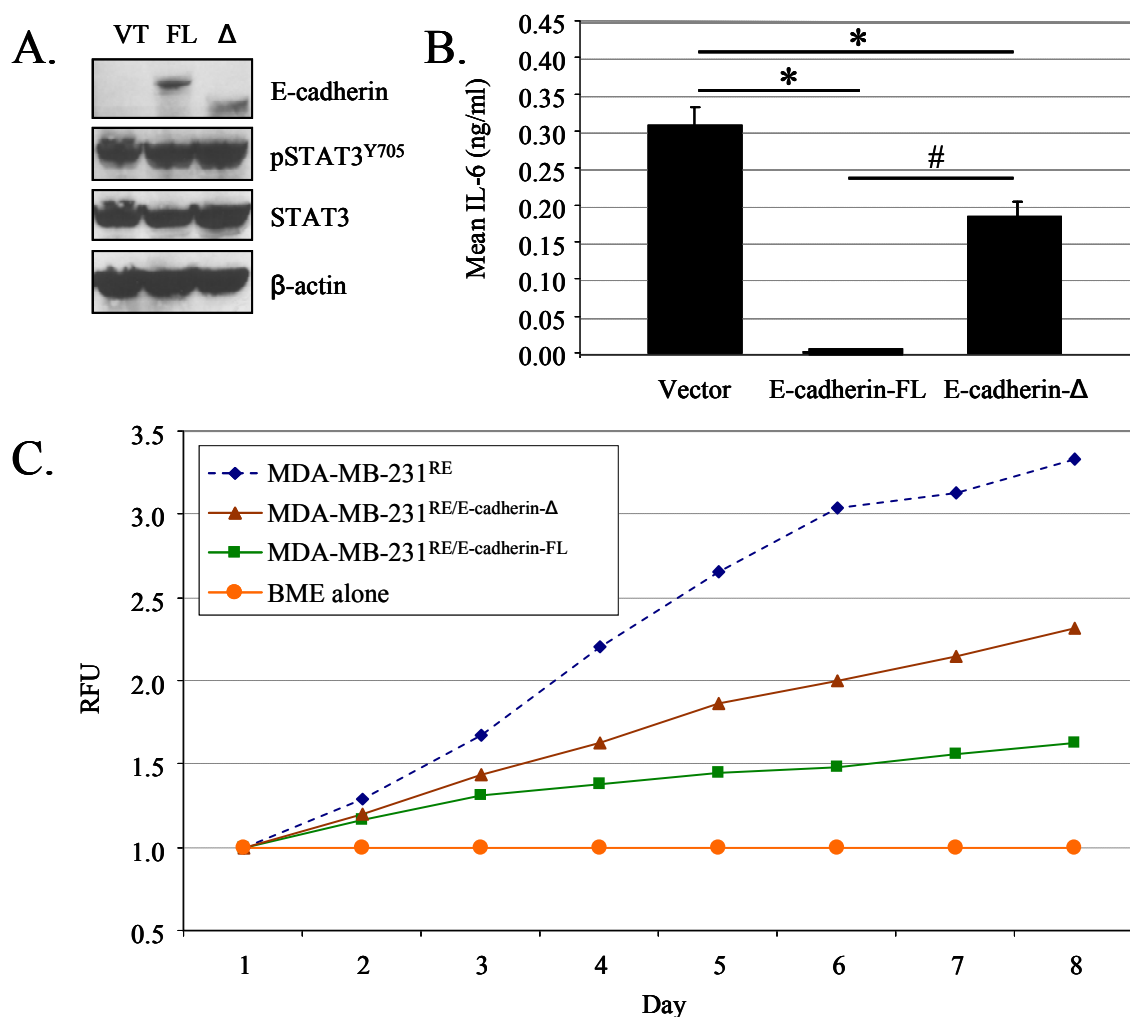 A.
VT FL Δ
E-cadherin
pSTAT3Y705
STAT3
β-actin
B.
Mean IL-6 (ng/ml)
0.45
0.40
0.35
0.30
0.25
0.20
0.15
0.10
0.05
0.00
*
*
#
Vector E-cadherin-FL E-cadherin-Δ
C.
RFU
3.5
3.0
2.5
2.0
1.5
1.0
0.5
MDA-MB-231RE
MDA-MB-231RE/E-cadherin-Δ
MDA-MB-231RE/E-cadherin-FL
BME alone
1 2 3 4 5 6 7 8
Day